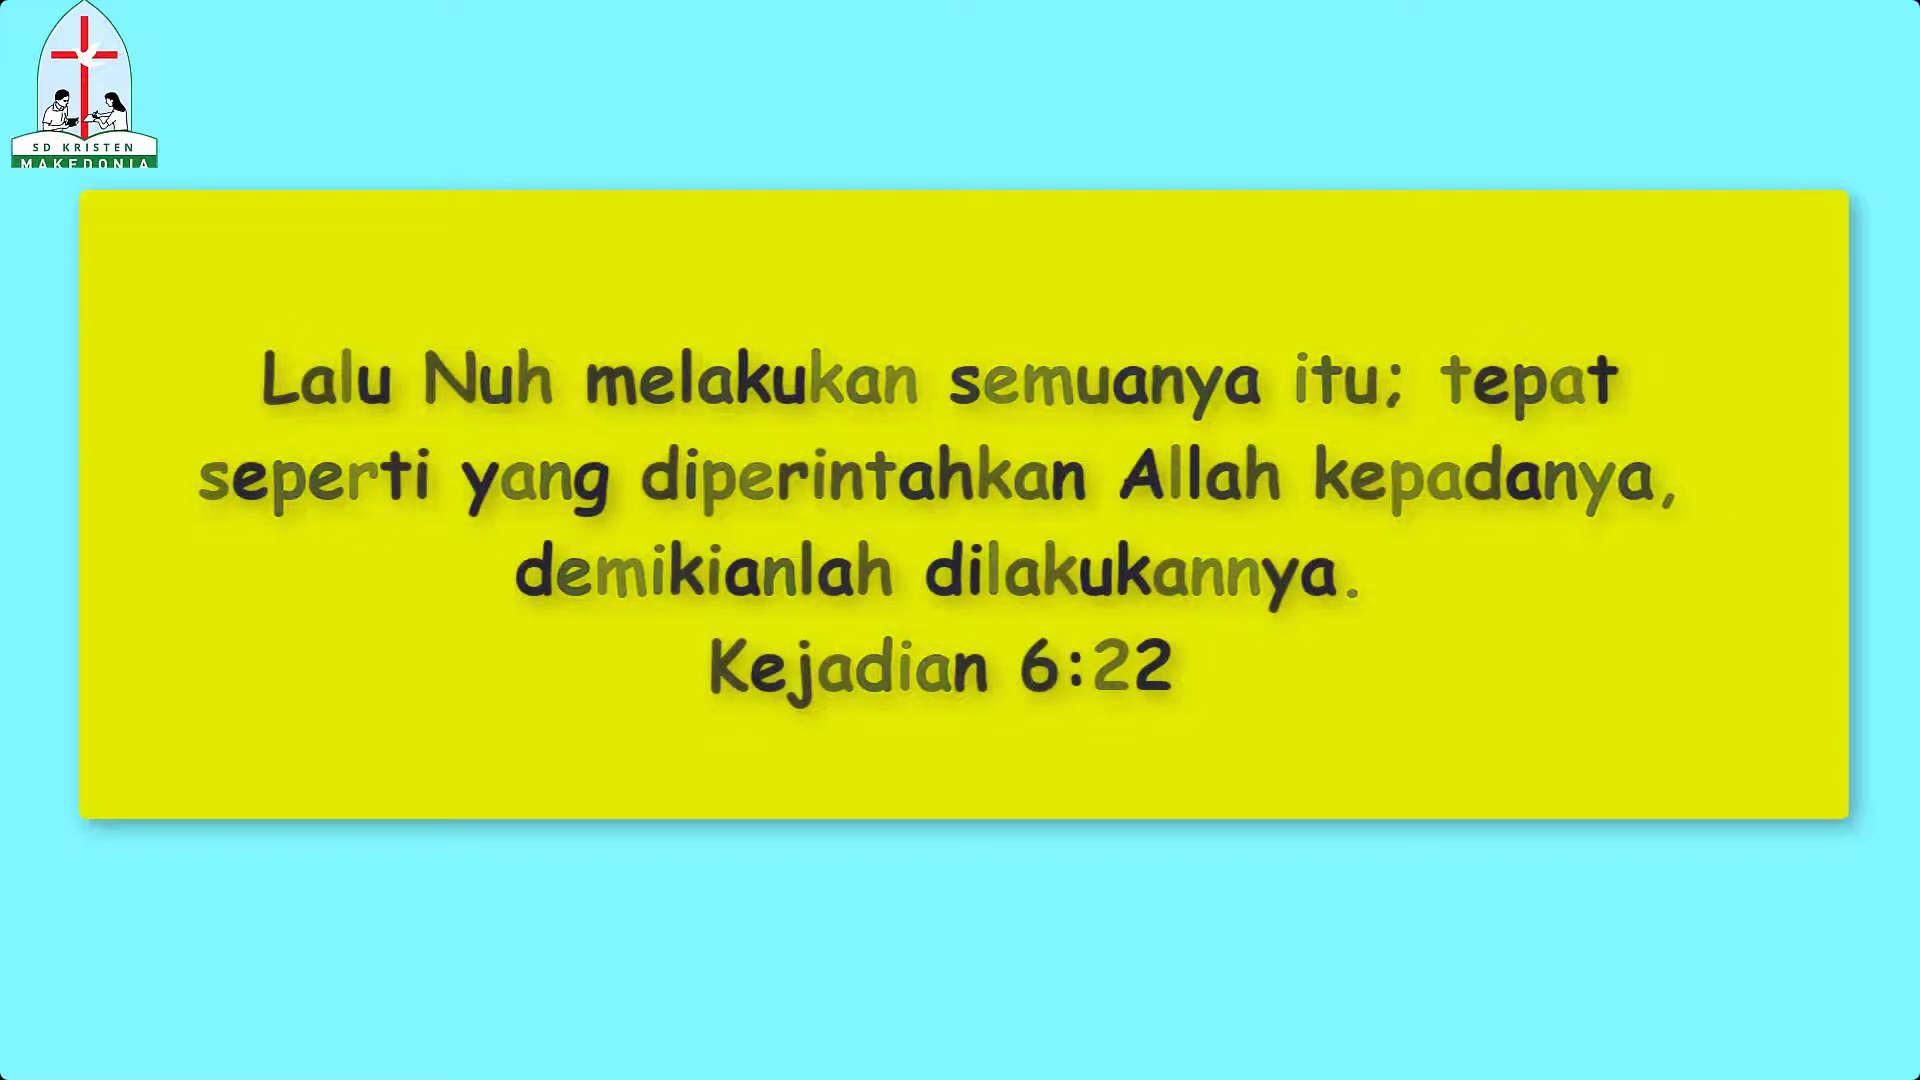 SD KRISTEN
MAKEDONIA
Lalu Nuh melakukan semuanya itu; tepat
seperti yang diperintahkan Allah kepadanya,
demikianlah dilakukannya.
Kejadian 6:22